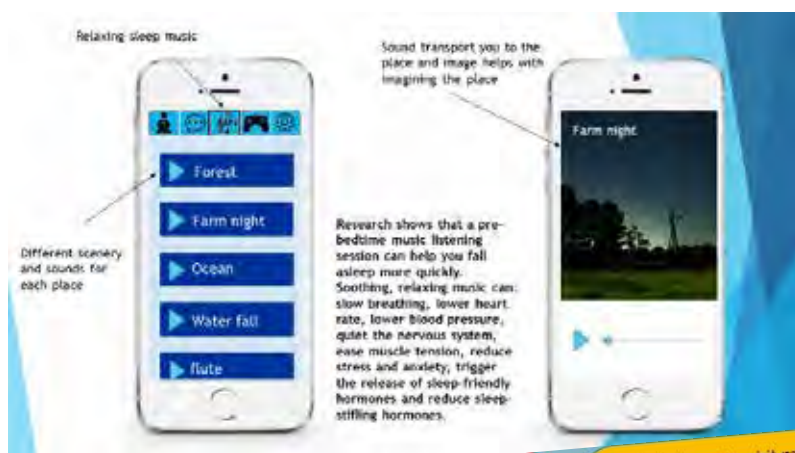 Relaxing sleep music
Forest
Farm night
Ocean
Water fall
flute
Different scenery
and sounds for
each place
Research shows that a pre-
bedtime music listening
session can help you fall
asleep more quickly.
Soothing, relaxing music can:
slow breathing, lower heart
rate, lower blood pressure,
quiet the nervous system,
ease muscle tension, reduce
stress and anxiety, trigger
the release of sleep-friendly
hormones and reduce sleep-
stifling hormones.
Sound transport you to the
place and image helps with
imagining the place
Farm night